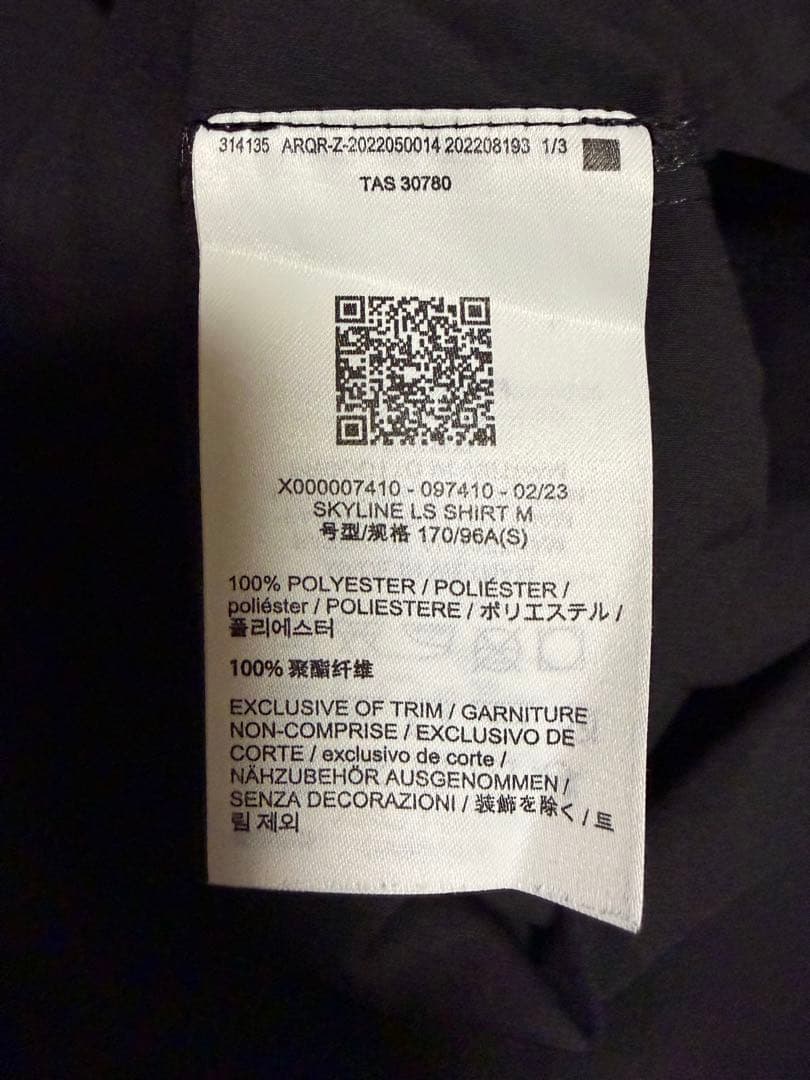 314135 ARQR-Z-2022050014 202208193 1/3
TAS 30780
X000007410 - 097410 - 02/23
SKYLINE LS SHIRT M
号型/规格 170/96A(S)
100% POLYESTER / POLIÉSTER /
poliéster / POLIESTERE / ポリエステル /
폴리에스터
100% 聚酯纤维
EXCLUSIVE OF TRIM / GARNITURE
NON-COMPRISE / EXCLUSIVO DE
CORTE / exclusivo de corte /
NÄHZUBEHÖR AUSGENOMMEN /
SENZA DECORAZIONI / 装飾を除く / 트
림 제외